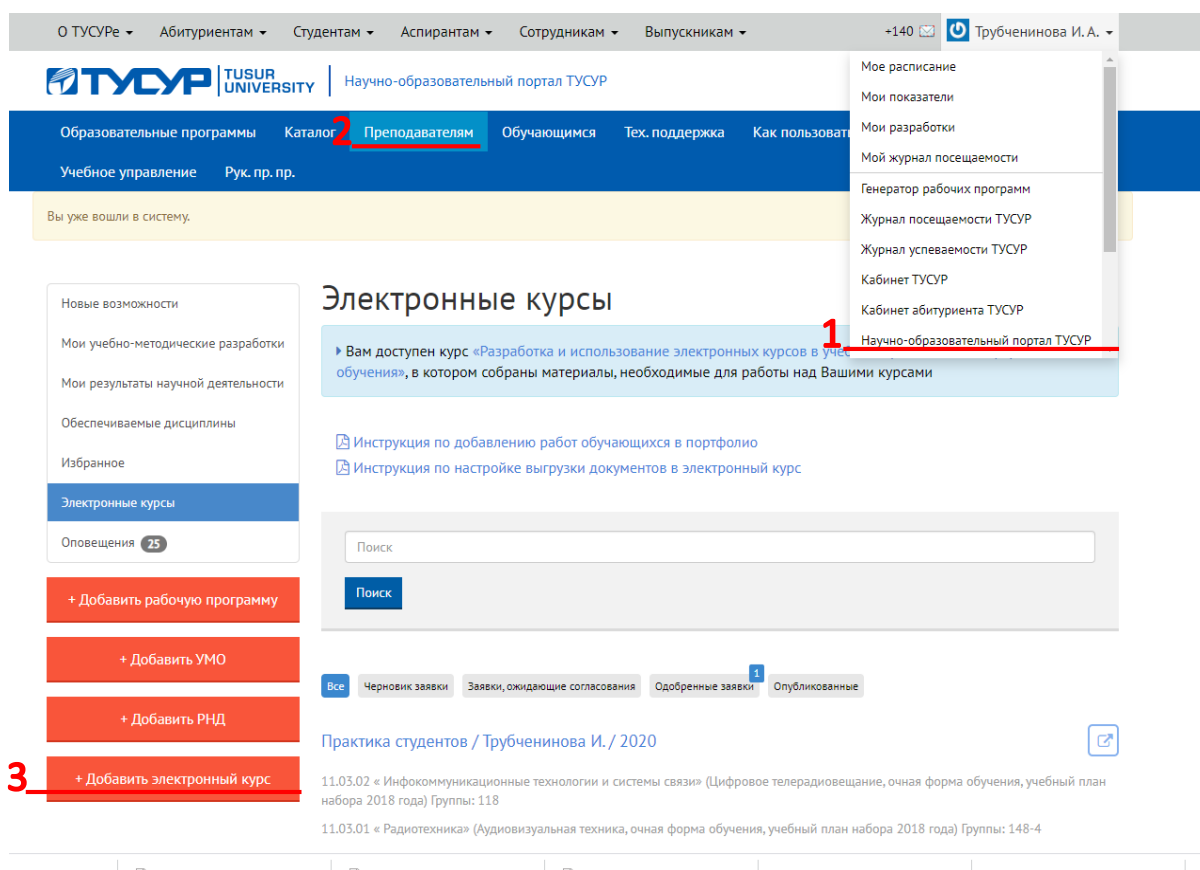 О ТУСУРе Абитуриентам Студентам Аспирантам Сотрудникам Выпускникам +140 Трубченинова И. А.
ТУСУР TUSUR UNIVERSITY Научно-образовательный портал ТУСУР
Мое расписание
Мои показатели
Мои разработки
Мой журнал посещаемости
Генератор рабочих программ
Журнал посещаемости ТУСУР
Журнал успеваемости ТУСУР
Кабинет ТУСУР
Кабинет абитуриента ТУСУР
1 Научно-образовательный портал ТУСУР
Образовательные программы Каталог 2 Преподавателям Обучающимся Тех. поддержка Как пользовать
Учебное управление Рук. пр. пр.
Вы уже вошли в систему.
Новые возможности
Мои учебно-методические разработки
Мои результаты научной деятельности
Обеспечиваемые дисциплины
Избранное
Электронные курсы
Оповещения 25
+ Добавить рабочую программу
+ Добавить УМО
+ Добавить РНД
3 + Добавить электронный курс
Электронные курсы
Вам доступен курс «Разработка и использование электронных курсов в
обучения», в котором собраны материалы, необходимые для работы над Вашими курсами
Инструкция по добавлению работ обучающихся в портфолио
Инструкция по настройке выгрузки документов в электронный курс
Поиск
Поиск
Все Черновик заявки Заявки, ожидающие согласования Одобренные заявки 1 Опубликованные
Практика студентов / Трубченинова И. / 2020
11.03.02 « Инфокоммуникационные технологии и системы связи» (Цифровое телерадиовещание, очная форма обучения, учебный план
набора 2018 года) Группы: 118
11.03.01 « Радиотехника» (Аудиовизуальная техника, очная форма обучения, учебный план набора 2018 года) Группы: 148-4